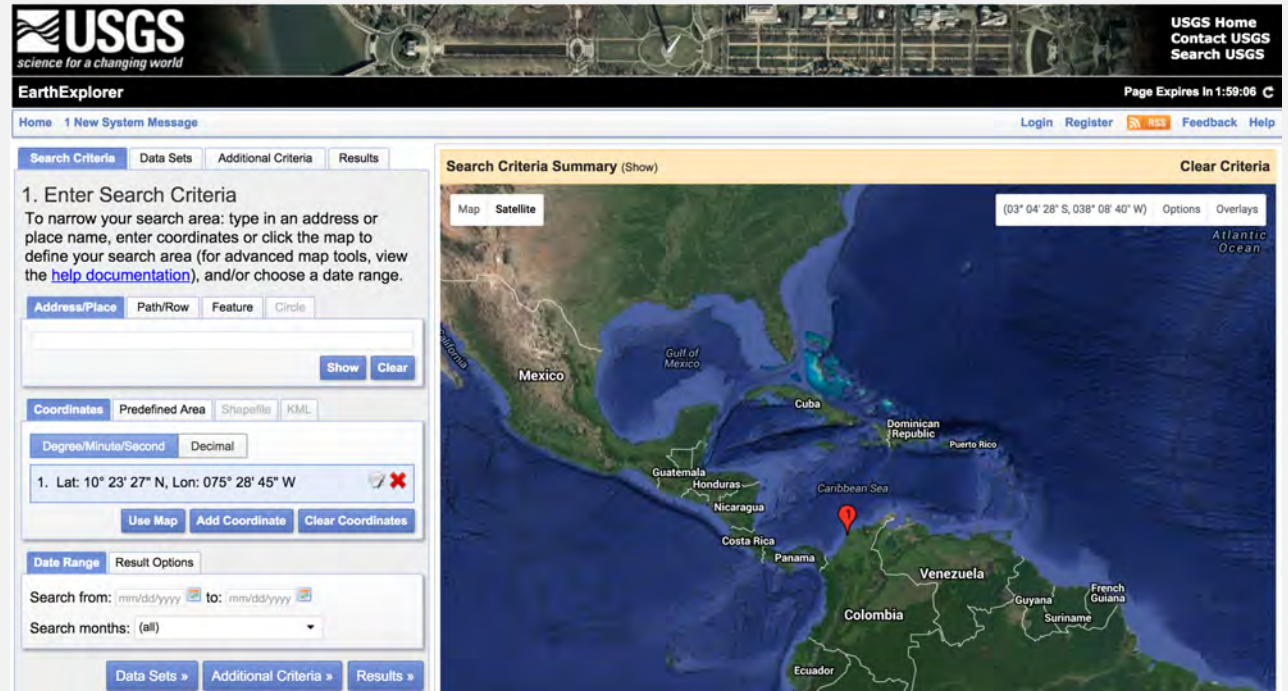 USGS
science for a changing world
USGS Home
Contact USGS
Search USGS
EarthExplorer
Page Expires In 1:59:06
Home 1 New System Message
Login Register RSS Feedback Help
Search Criteria Data Sets Additional Criteria Results
1. Enter Search Criteria
To narrow your search area: type in an address or
place name, enter coordinates or click the map to
define your search area (for advanced map tools, view
the help documentation), and/or choose a date range.
Address/Place Path/Row Feature Circle
Show Clear
Coordinates Predefined Area Shapefile KML
Degree/Minute/Second Decimal
1. Lat: 10° 23' 27" N, Lon: 075° 28' 45" W
Use Map Add Coordinate Clear Coordinates
Date Range Result Options
Search from: mm/dd/yyyy to: mm/dd/yyyy
Search months: (all)
Data Sets » Additional Criteria » Results »
Search Criteria Summary (Show)
Clear Criteria
Map Satellite
(03° 04' 28" S, 038° 08' 40" W) Options Overlays
Atlantic
Ocean
California
Gulf of
Mexico
Mexico
Cuba
Dominican
Republic
Puerto Rico
Guatemala
Honduras
Caribbean Sea
Nicaragua
1
Costa Rica
Panama
Venezuela
Guyana
French
Guiana
Suriname
Colombia
Ecuador